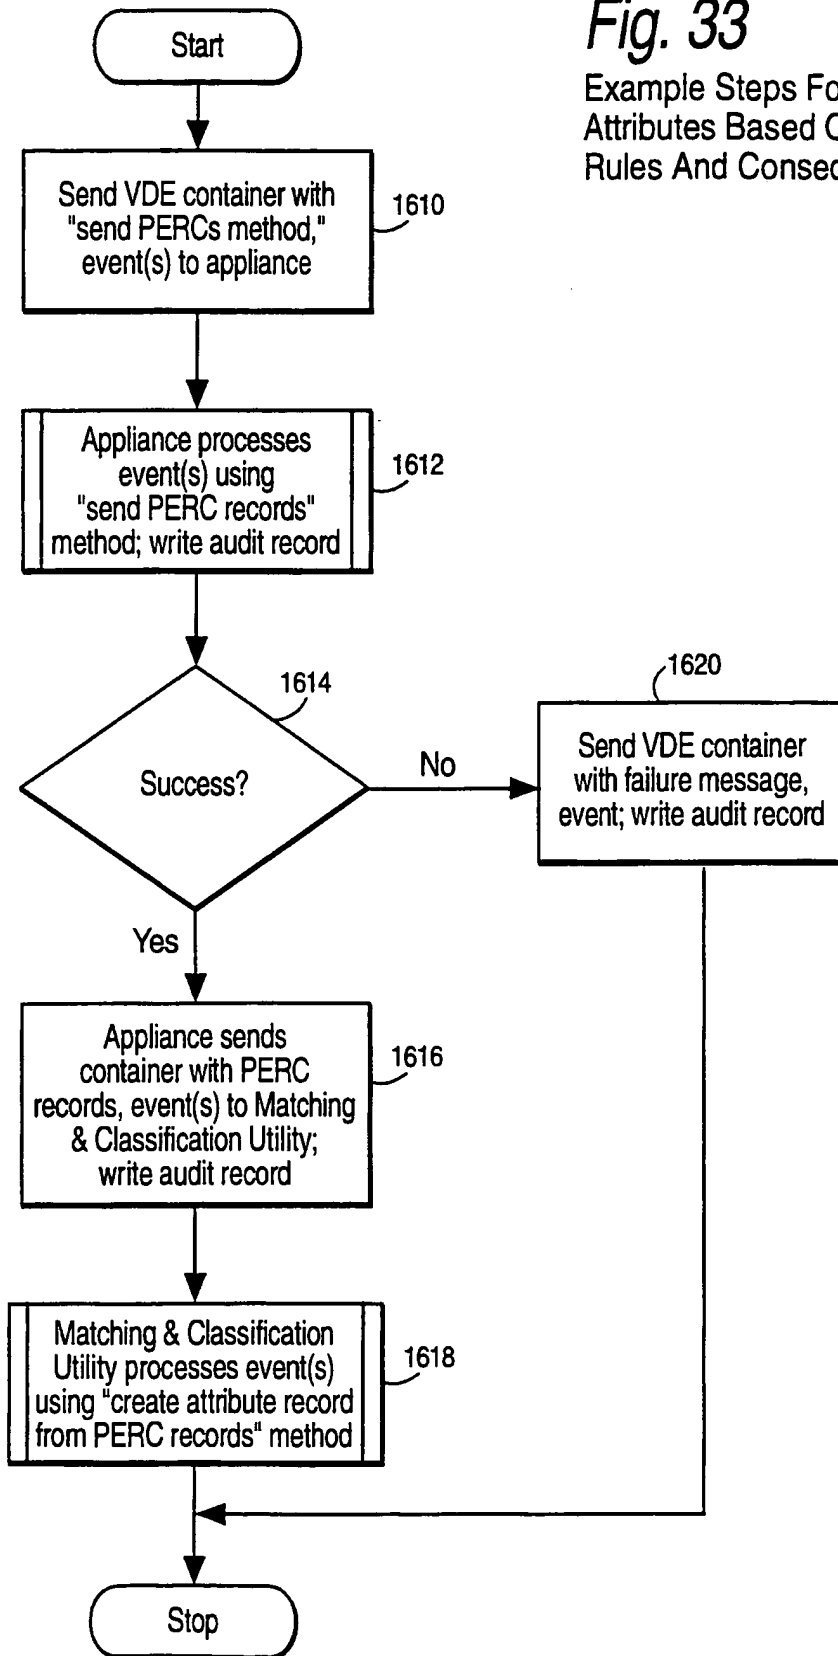 Fig. 33
Example Steps Fo
Attributes Based
Rules And Consec
Start
Send VDE container with
"send PERCs method,"
event(s) to appliance
1610
Appliance processes
event(s) using
"send PERC records"
method; write audit record
1612
1614
Success?
No
Yes
1620
Send VDE container
with failure message,
event; write audit record
Appliance sends
container with PERC
records, event(s) to Matching
& Classification Utility;
write audit record
1616
Matching & Classification
Utility processes event(s)
using "create attribute record
from PERC records" method
1618
Stop